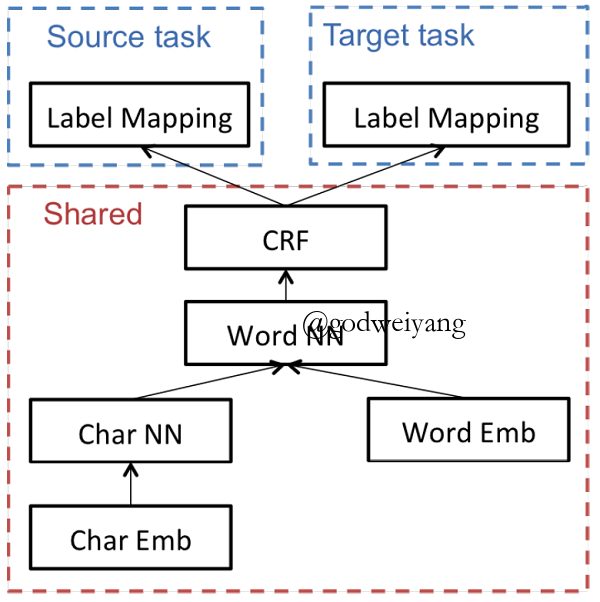 Source task
Target task
Label Mapping
Label Mapping
Shared
CRF
Word NN
@godweiyang
Char NN
Word Emb
Char Emb